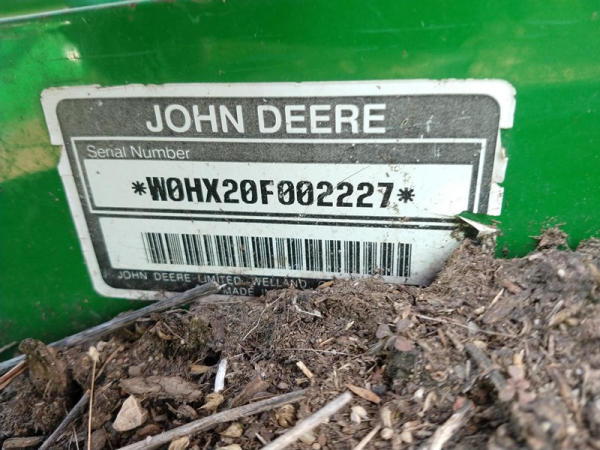 JOHN DEERE
Serial Number
*W0HX20F002227*
JOHN DEERE LIMITED WELLAND
MADE